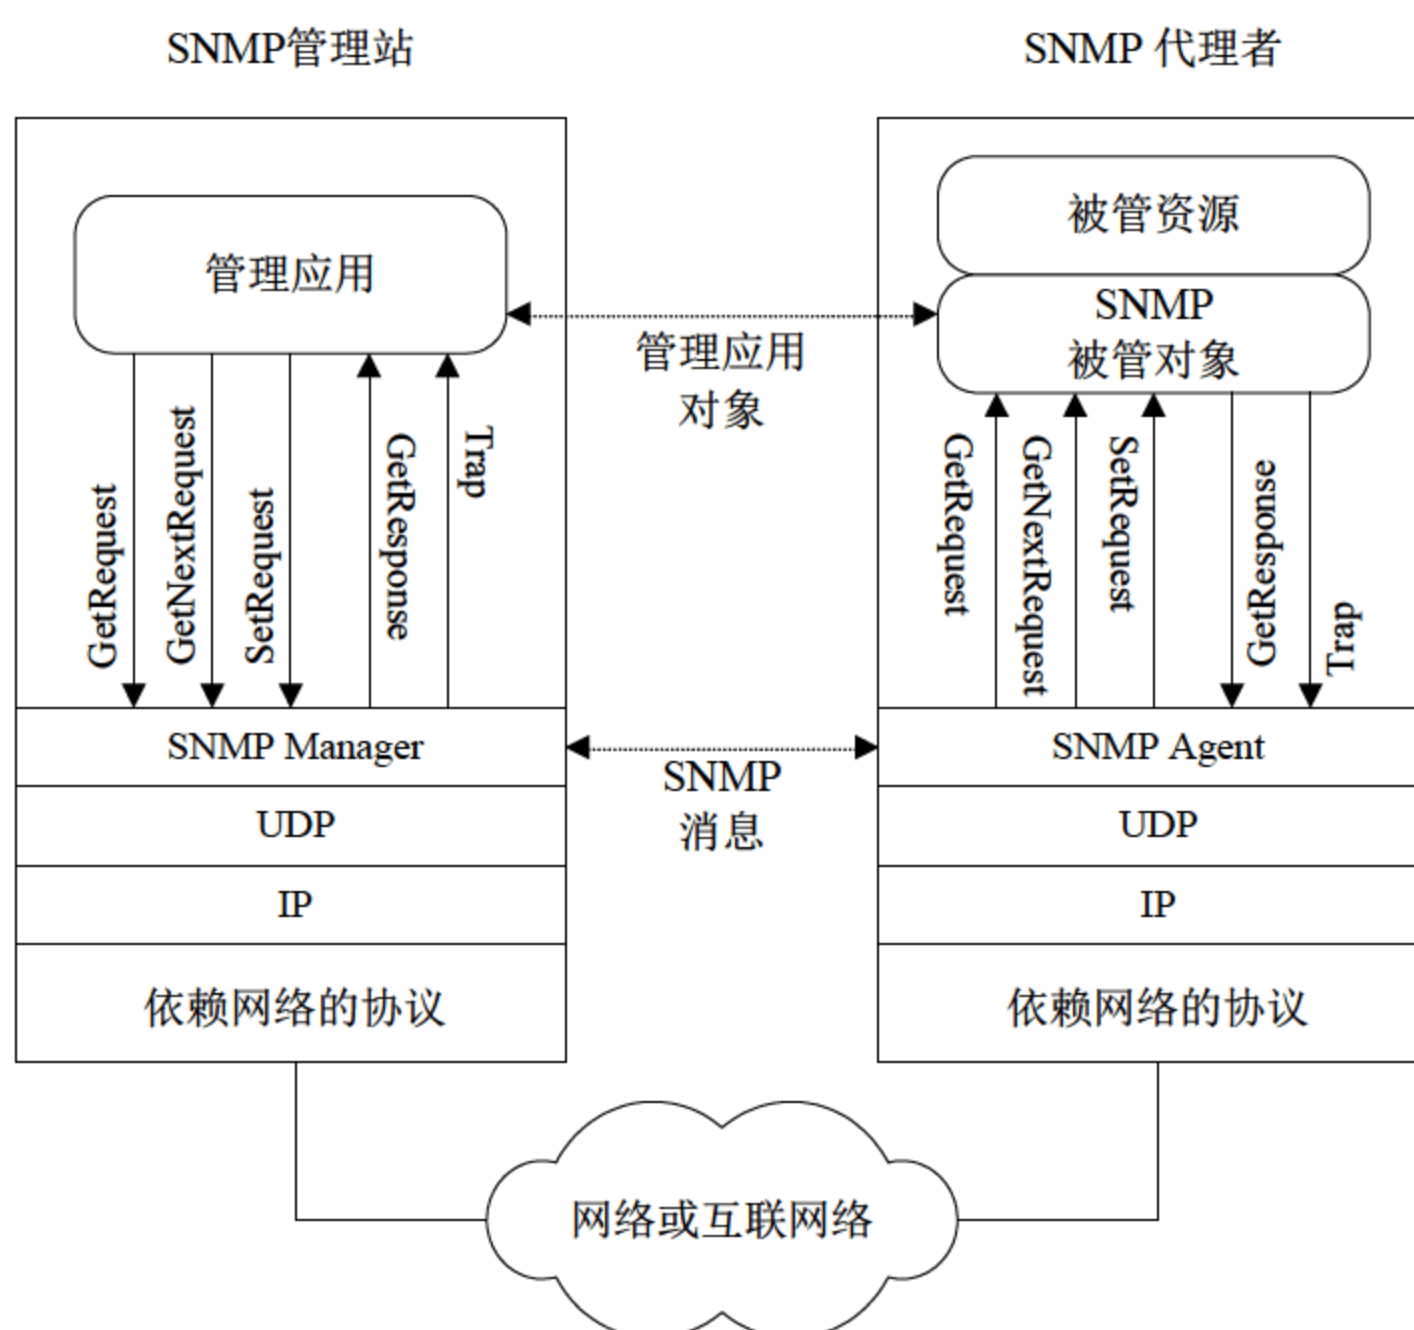 SNMP管理站
SNMP 代理者
管理应用
被管资源
SNMP
被管对象
管理应用
对象
GetRequest
GetNextRequest
SetRequest
GetResponse
Trap
GetRequest
GetNextRequest
SetRequest
GetResponse
Trap
SNMP Manager
SNMP Agent
SNMP
消息
UDP
UDP
IP
IP
依赖网络的协议
依赖网络的协议
网络或互联网络